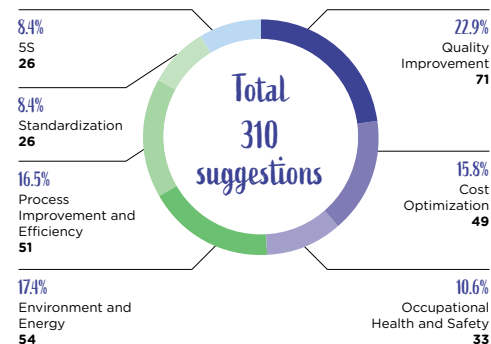 8.4%
5S
26
8.4%
Standardization
26
16.5%
Process
Improvement and
Efficiency
51
17.4%
Environment and
Energy
54
Total
310
suggestions
22.9%
Quality
Improvement
71
15.8%
Cost
Optimization
49
10.6%
Occupational
Health and Safety
33